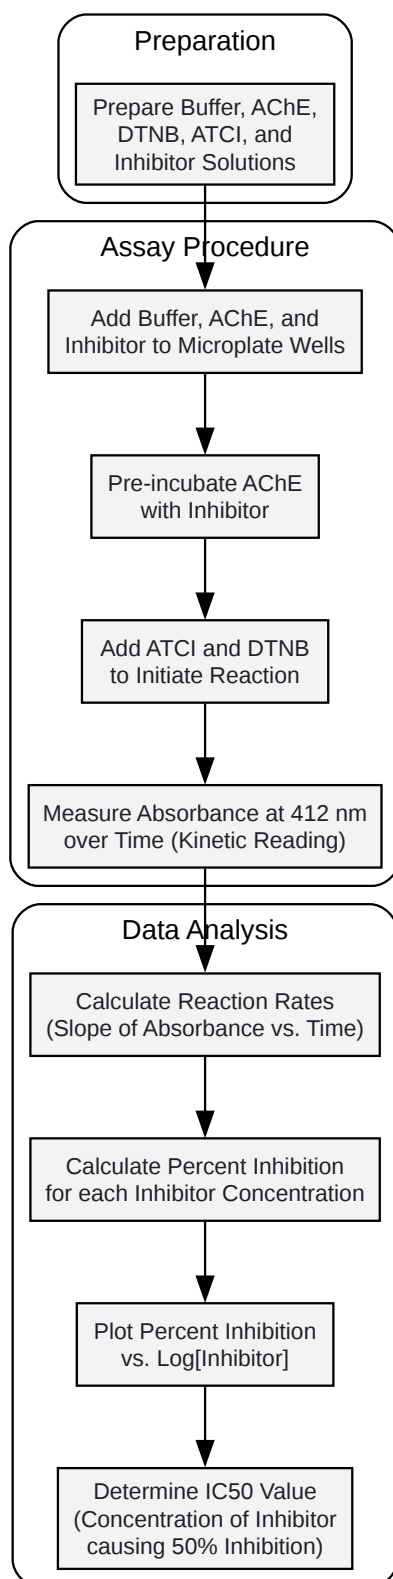 Preparation
Prepare Buffer, AChE,
DTNB, ATCI, and
Inhibitor Solutions
Assay Procedure
Add Buffer, AChE, and
Inhibitor to Microplate Wells
Pre-incubate AChE
with Inhibitor
Add ATCI and DTNB
to Initiate Reaction
Measure Absorbance at 412 nm
over Time (Kinetic Reading)
Data Analysis
Calculate Reaction Rates
(Slope of Absorbance vs. Time)
Calculate Percent Inhibition
for each Inhibitor Concentration
Plot Percent Inhibition
vs. Log[Inhibitor]
Determine IC50 Value
(Concentration of Inhibitor
causing 50% Inhibition)